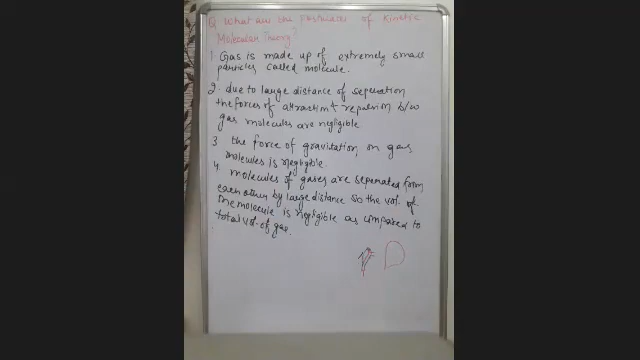 Q What are the Postulates of Kinetic
Molecular Theory?
1. Gas is made up of extremely small
particles called molecule.
2. due to large distance of seperation
the forces of attraction & repulsion b/w
gas molecules are negligible
3 the force of gravitation on gas
molecules is negligible.
4. molecules of gases are seperated from
each other by large distance so the vol. of
the molecule is negligible as compared to
total vol. of gas.